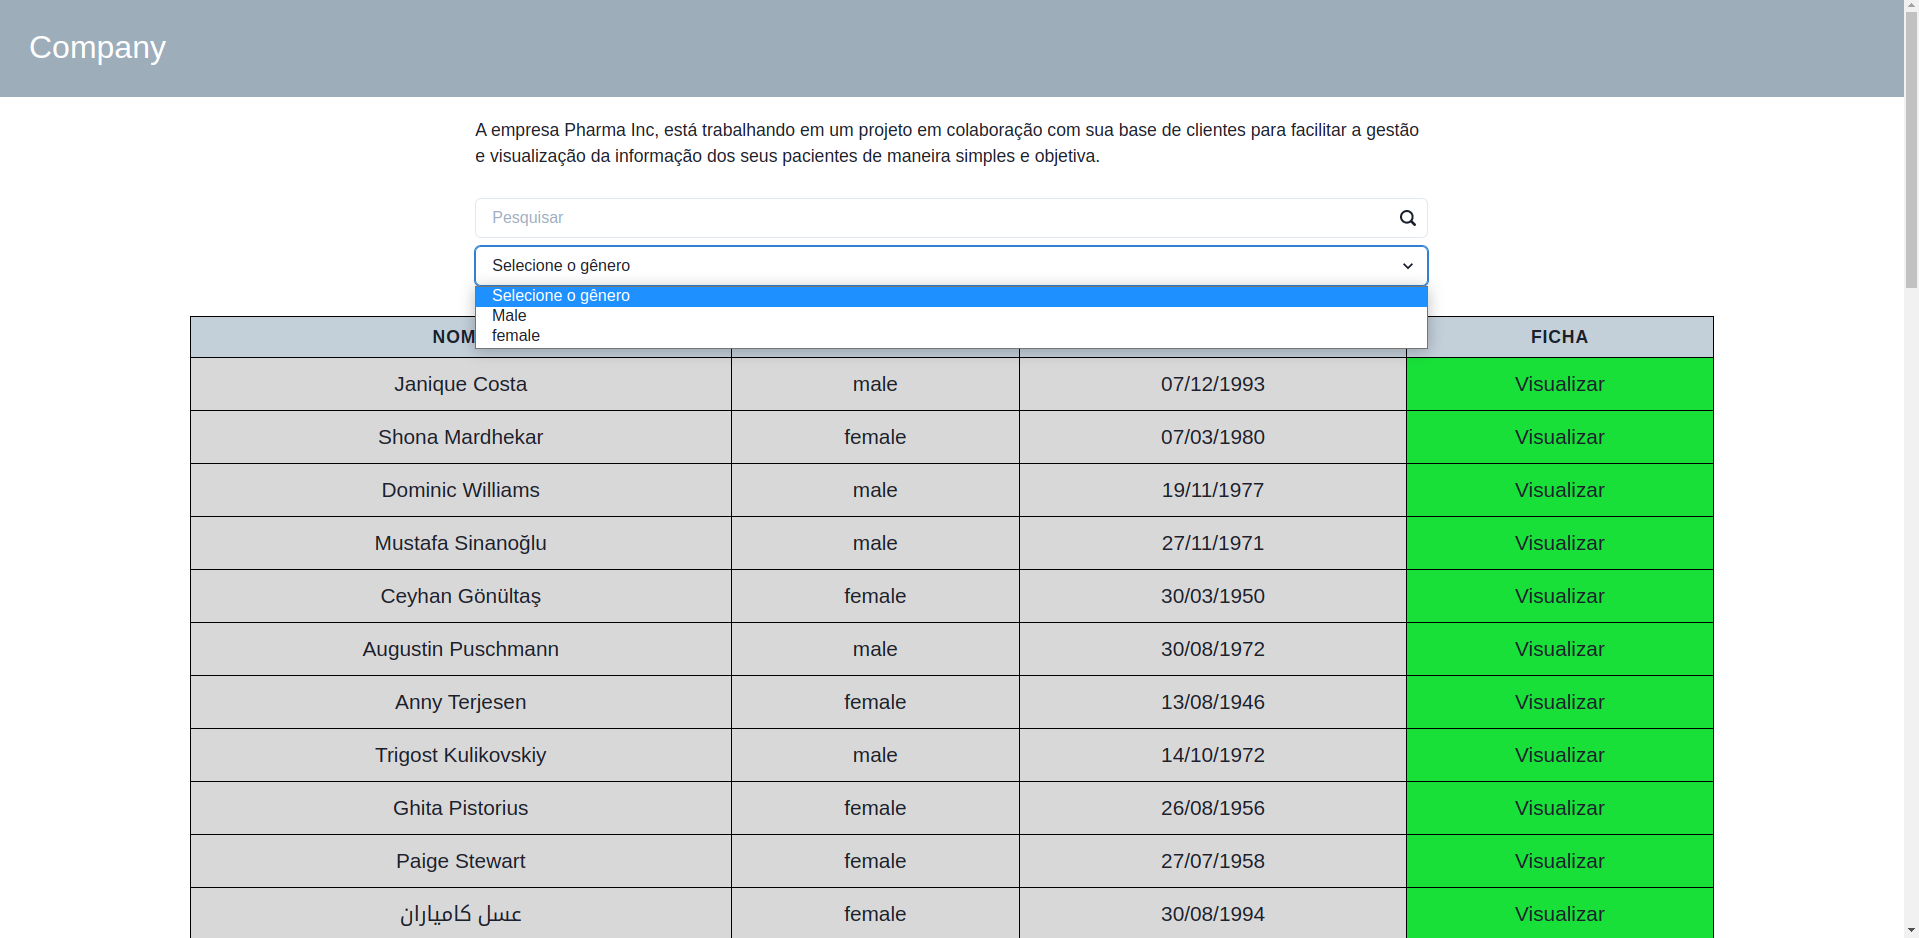 Company
A empresa Pharma Inc, está trabalhando em um projeto em colaboração com sua base de clientes para facilitar a gestão
e visualização da informação dos seus pacientes de maneira simples e objetiva.
Pesquisar
Selecione o gênero
Selecione o gênero
Male
female
NOM FICHA
Janique Costa male 07/12/1993 Visualizar
Shona Mardhekar female 07/03/1980 Visualizar
Dominic Williams male 19/11/1977 Visualizar
Mustafa Sinanoğlu male 27/11/1971 Visualizar
Ceyhan Gönültaş female 30/03/1950 Visualizar
Augustin Puschmann male 30/08/1972 Visualizar
Anny Terjesen female 13/08/1946 Visualizar
Trigost Kulikovskiy male 14/10/1972 Visualizar
Ghita Pistorius female 26/08/1956 Visualizar
Paige Stewart female 27/07/1958 Visualizar
عسل کامیاران female 30/08/1994 Visualizar